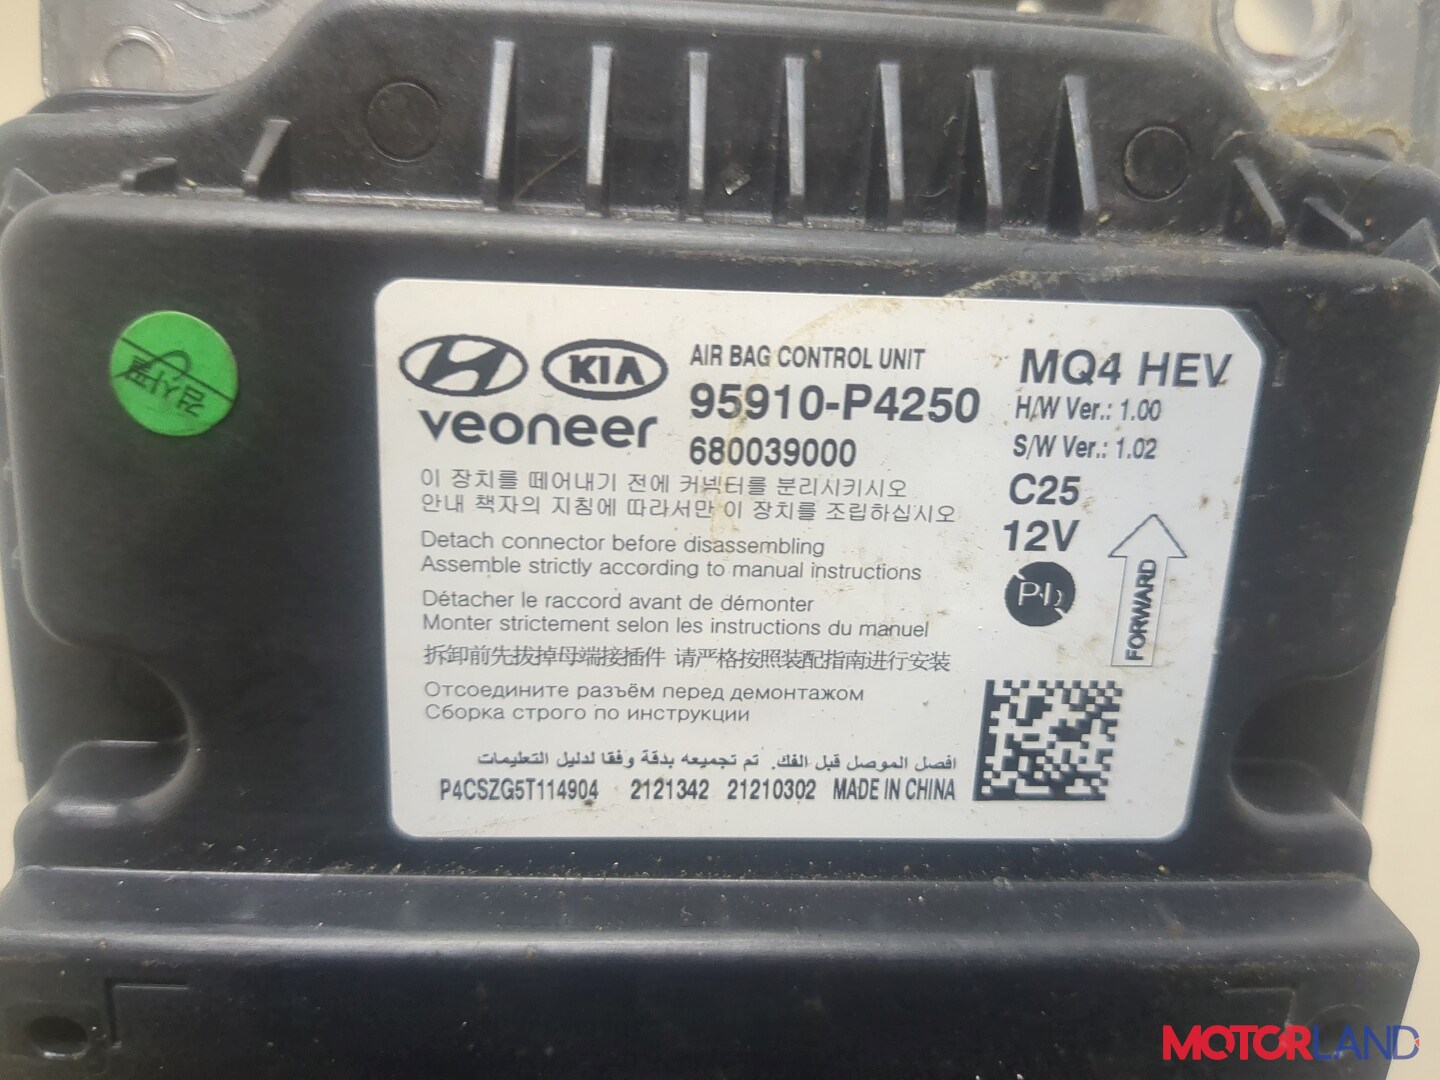 KIA
veoneer
AIR BAG CONTROL UNIT
95910-P4250
680039000
MQ4 HEV
H/W Ver.: 1.00
S/W Ver.: 1.02
C25
12V
FORWARD
이 장치를 떼어내기 전에 커넥터를 분리시키시오
안내 책자의 지침에 따라서만 이 장치를 조립하십시오
Detach connector before disassembling
Assemble strictly according to manual instructions
Détacher le raccord avant de démonter
Monter strictement selon les instructions du manuel
拆卸前先拔掉母端接插件 请严格按照装配指南进行安装
Отсоедините разъём перед демонтажом
Сборка строго по инструкции
افصل الموصل قبل الفك. تم تجميعه بدقة وفقا لدليل التعليمات
P4CSZG5T114904 2121342 21210302 MADE IN CHINA
MOTORLAND